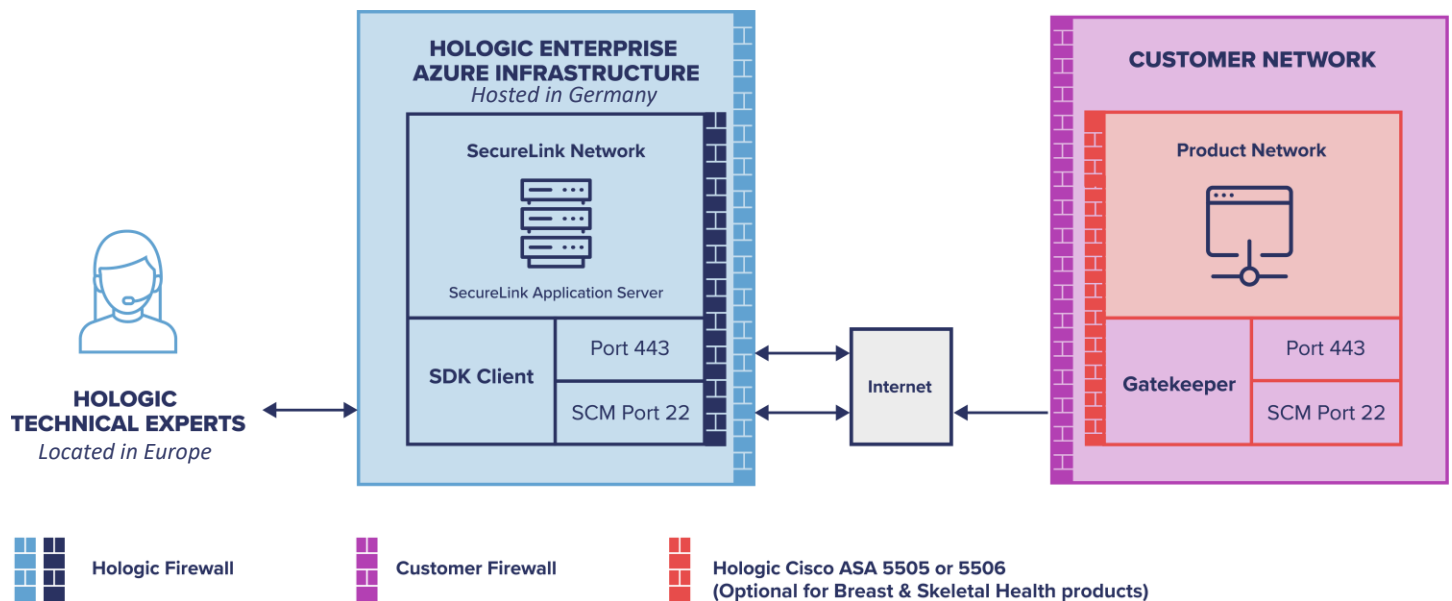 HOLOGIC ENTERPRISE
AZURE INFRASTRUCTURE
Hosted in Germany
SecureLink Network
SecureLink Application Server
SDK Client
Port 443
SCM Port 22
HOLOGIC
TECHNICAL EXPERTS
Located in Europe
Internet
CUSTOMER NETWORK
Product Network
Gatekeeper
Port 443
SCM Port 22
Hologic Firewall
Customer Firewall
Hologic Cisco ASA 5505 or 5506
(Optional for Breast & Skeletal Health products)